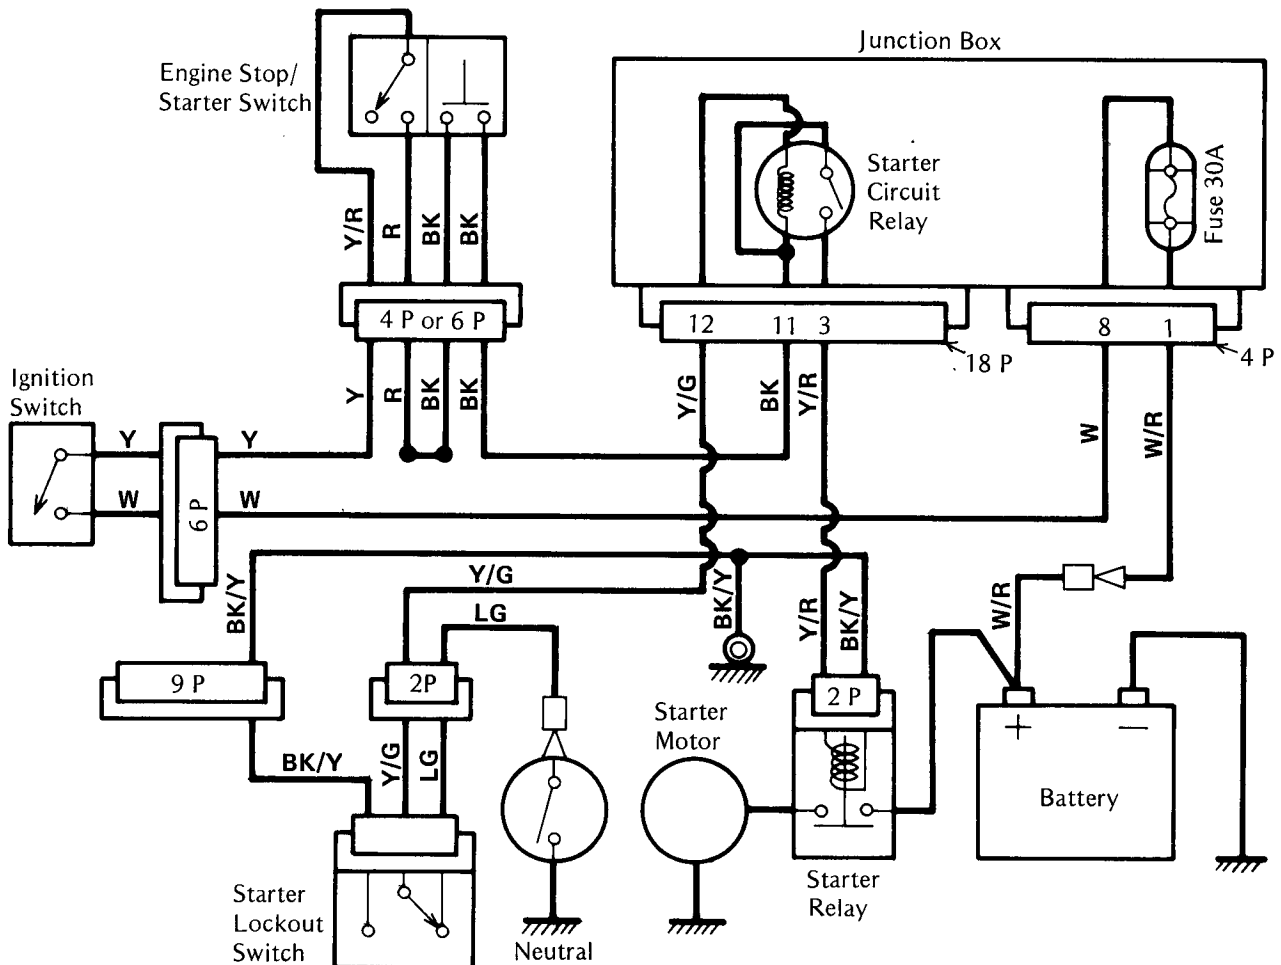 Junction Box
Engine Stop/
Starter Switch
Starter
Circuit
Relay
Fuse 30A
Y/R
R
BK
BK
4 P or 6 P
12
11
3
18 P
8
1
4 P
Ignition
Switch
Y
R
BK
BK
Y/G
BK
Y/R
W
W/R
Y
Y
W
W
6 P
BK/Y
Y/G
LG
BK/Y
Y/R
BK/Y
W/R
9 P
2P
2 P
Starter
Motor
+
—
BK/Y
Y/G
LG
Battery
Starter
Relay
Starter
Lockout
Switch
Neutral